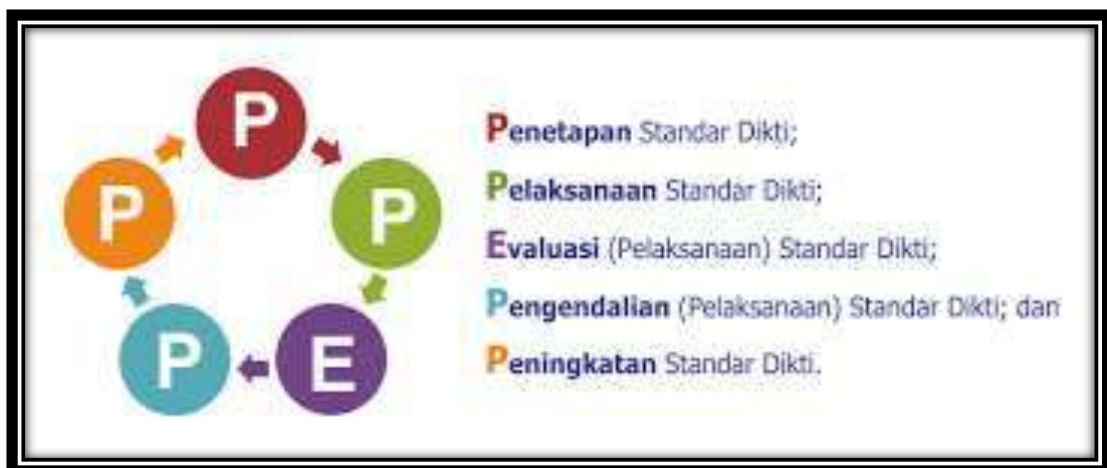 P
P
P
P
E
Penetapan Standar Dikti;
Pelaksanaan Standar Dikti;
Evaluasi (Pelaksanaan) Standar Dikti;
Pengendalian (Pelaksanaan) Standar Dikti; dan
Peningkatan Standar Dikti.